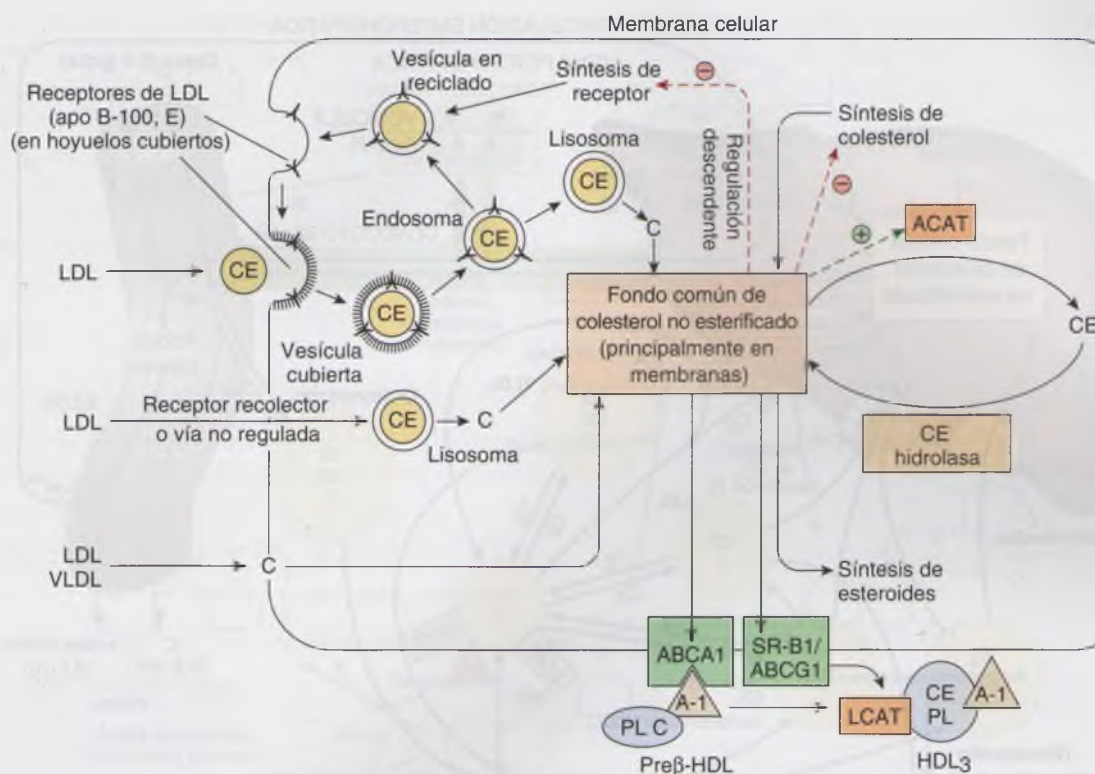 Membrana celular
Vesícula en
reciclado
Síntesis de
receptor
Receptores de LDL
(apo B-100, E)
(en hoyuelos cubiertos)
Síntesis
de colesterol
Regulación
descendente
Lisosoma
CE
C
Endosoma
CE
ACAT
LDL
CE
CE
Vesícula
cubierta
Fondo común de
colesterol no esterificado
(principalmente en
membranas)
CE
LDL
Receptor recolector
o vía no regulada
CE
C
Lisosoma
CE
hidrolasa
LDL
VLDL
C
Síntesis de
esteroides
ABCA1
SR-B1/
ABCG1
A-1
PL C
Preβ-HDL
LCAT
CE
PL
A-1
HDL3